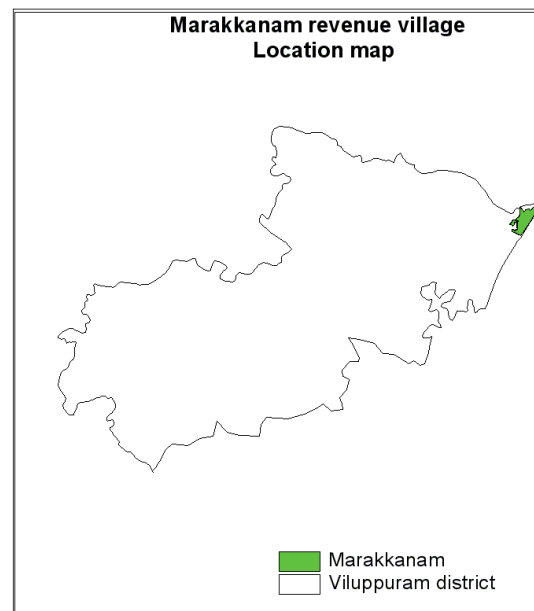 Marakkanam revenue village
Location map
Marakkanam
Viluppuram district